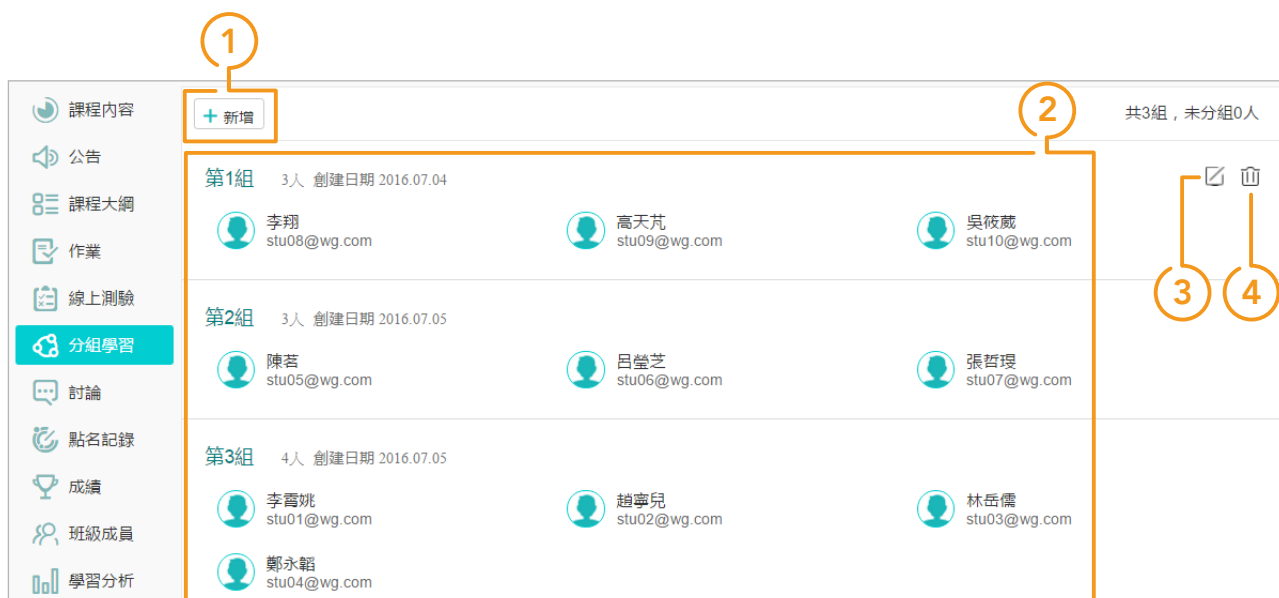 1
2
課程內容
公告
課程大綱
作業
線上測驗
分組學習
討論
點名記錄
成績
班級成員
學習分析
+ 新增
共3組，未分組0人
第1組 3人 創建日期 2016.07.04
李翔
stu08@wg.com
高天芃
stu09@wg.com
吳筱葳
stu10@wg.com
3
4
第2組 3人 創建日期 2016.07.05
陳茗
stu05@wg.com
呂瑩芝
stu06@wg.com
張哲瑗
stu07@wg.com
第3組 4人 創建日期 2016.07.05
李霄姚
stu01@wg.com
趙寧兒
stu02@wg.com
林岳儒
stu03@wg.com
鄭永韜
stu04@wg.com